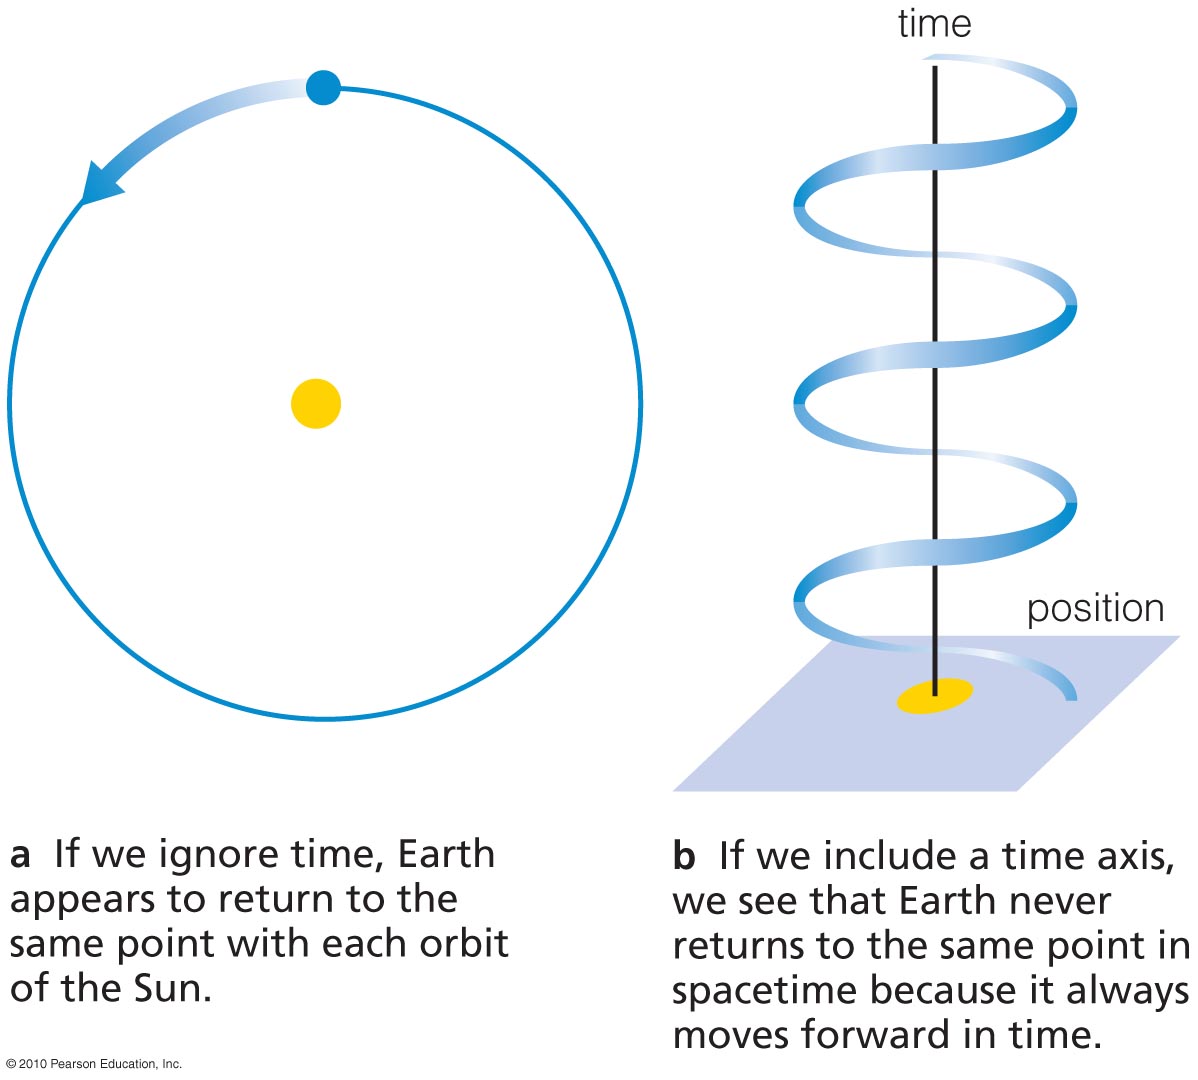 time
position
a If we ignore time, Earth
appears to return to the
same point with each orbit
of the Sun.
b If we include a time axis,
we see that Earth never
returns to the same point in
spacetime because it always
moves forward in time.
© 2010 Pearson Education, Inc.